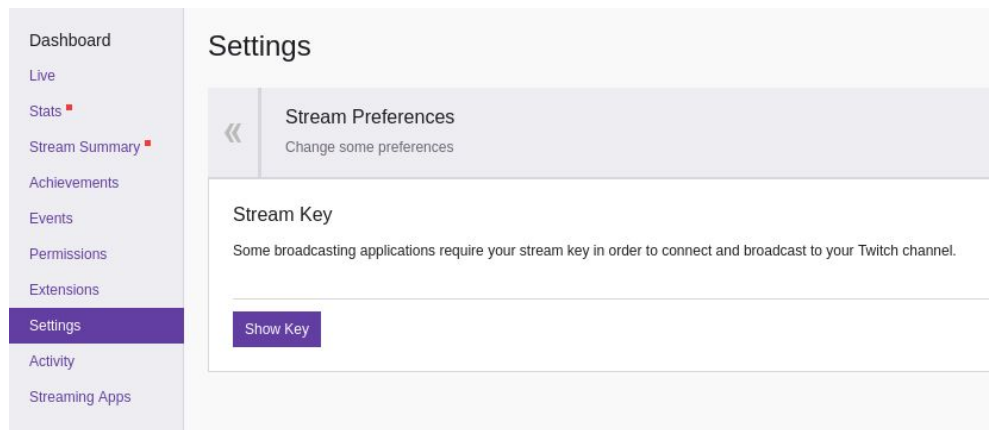 Dashboard
Live
Stats
Stream Summary
Achievements
Events
Permissions
Extensions
Settings
Activity
Streaming Apps
Settings
«
Stream Preferences
Change some preferences
Stream Key
Some broadcasting applications require your stream key in order to connect and broadcast to your Twitch channel.
Show Key